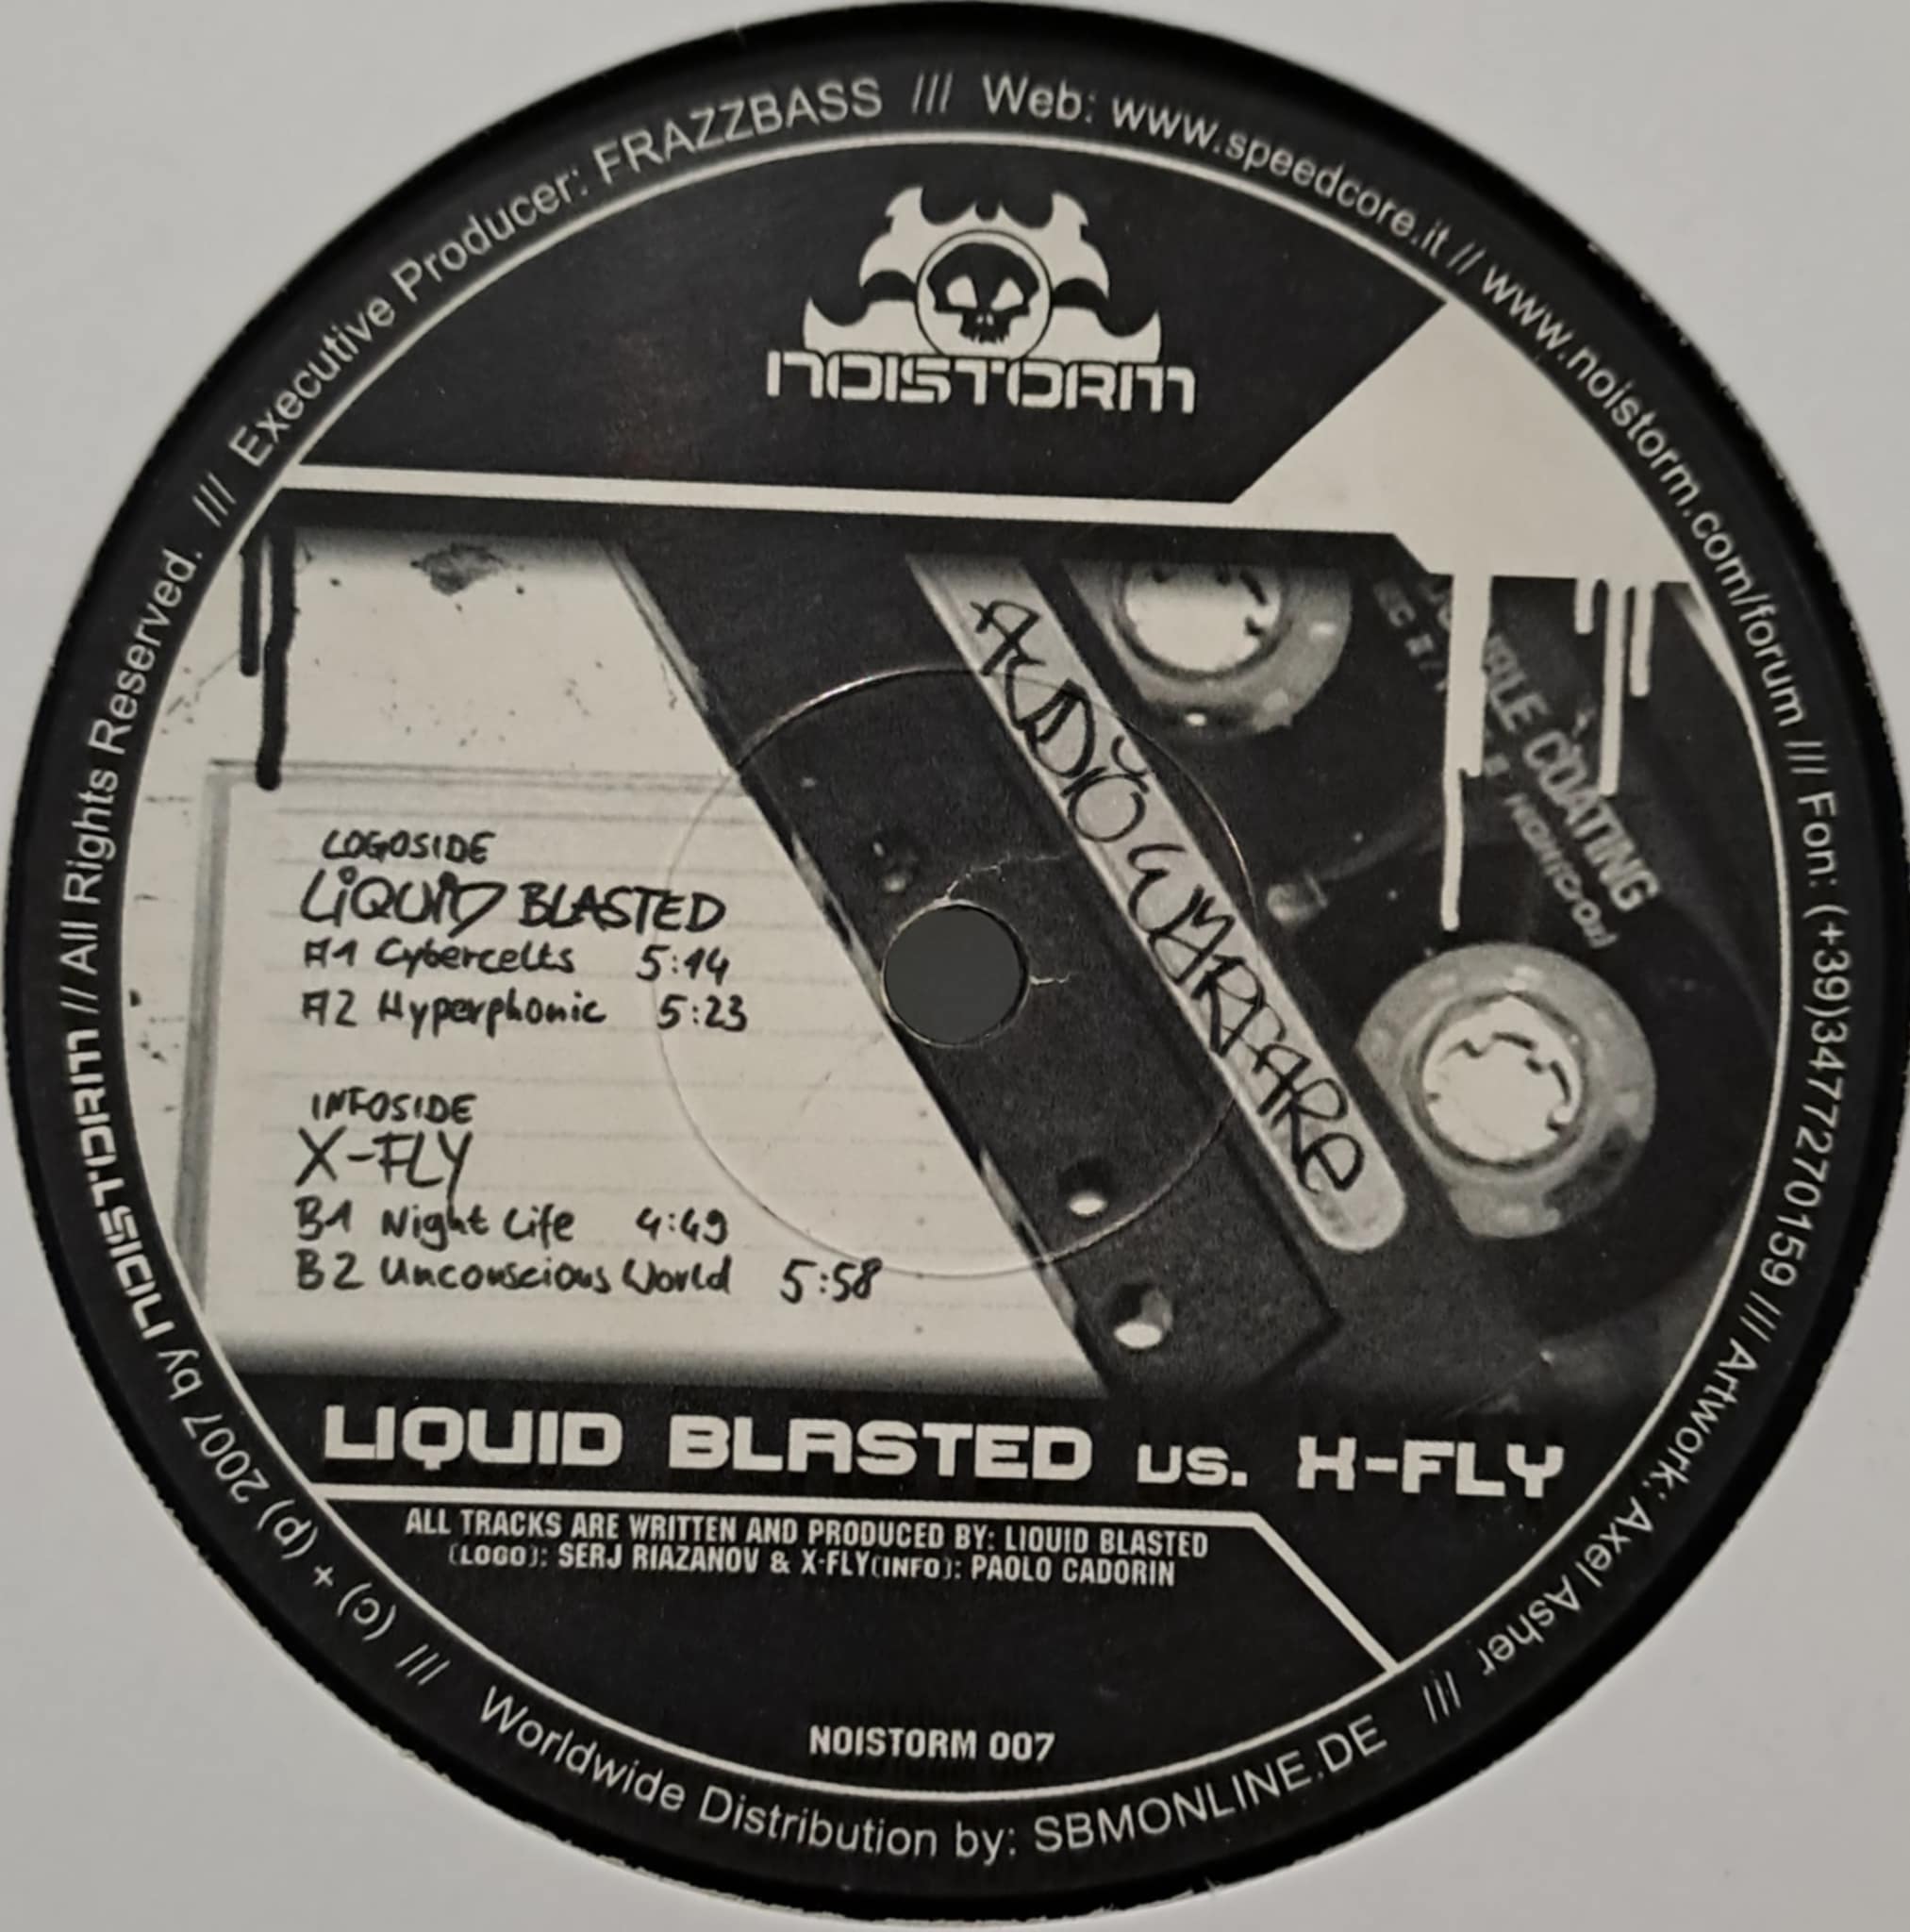 Executive Producer: FRAZZBASS /// Web: www.speedcore.it // www.noistorm.com/forum /// Fon: (+39)3477270159 /// Artwork: Axel Asher ///
Worldwide Distribution by: SBMONLINE.DE
/// (c) + (p) 2007 by NOISTORM // All Rights Reserved. ///
NOISTORM
AUDIO WARFARE
COATING
LOGOSIDE
LiQUiD BLASTED
A1 Cybercelts 5:14
A2 Hyperphonic 5:23
INFOSIDE
X-FLY
B1 Night Life 4:49
B2 Unconscious World 5:58
LIQUID BLASTED vs. X-FLY
ALL TRACKS ARE WRITTEN AND PRODUCED BY: LIQUID BLASTED
(LOGO): SERJ RIAZANOV & X-FLY(INFO): PAOLO CADORIN
NOISTORM 007